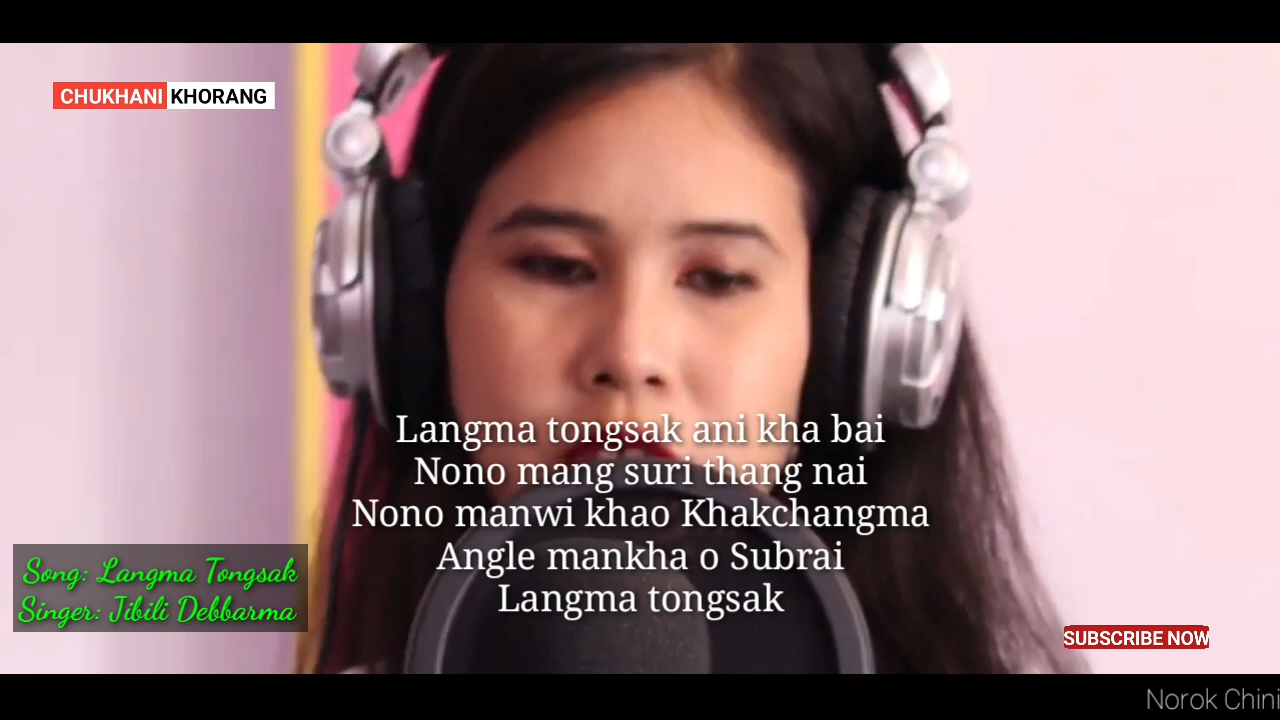 CHUKHANI KHORANG
Langma tongsak ani kha bai
Nono mang suri thang nai
Nono manwi khao Khakchangma
Angle mankha o Subrai
Langma tongsak
Song: Langma Tongsak
Singer: Jibili Debbarma
SUBSCRIBE NOW
Norok Chini